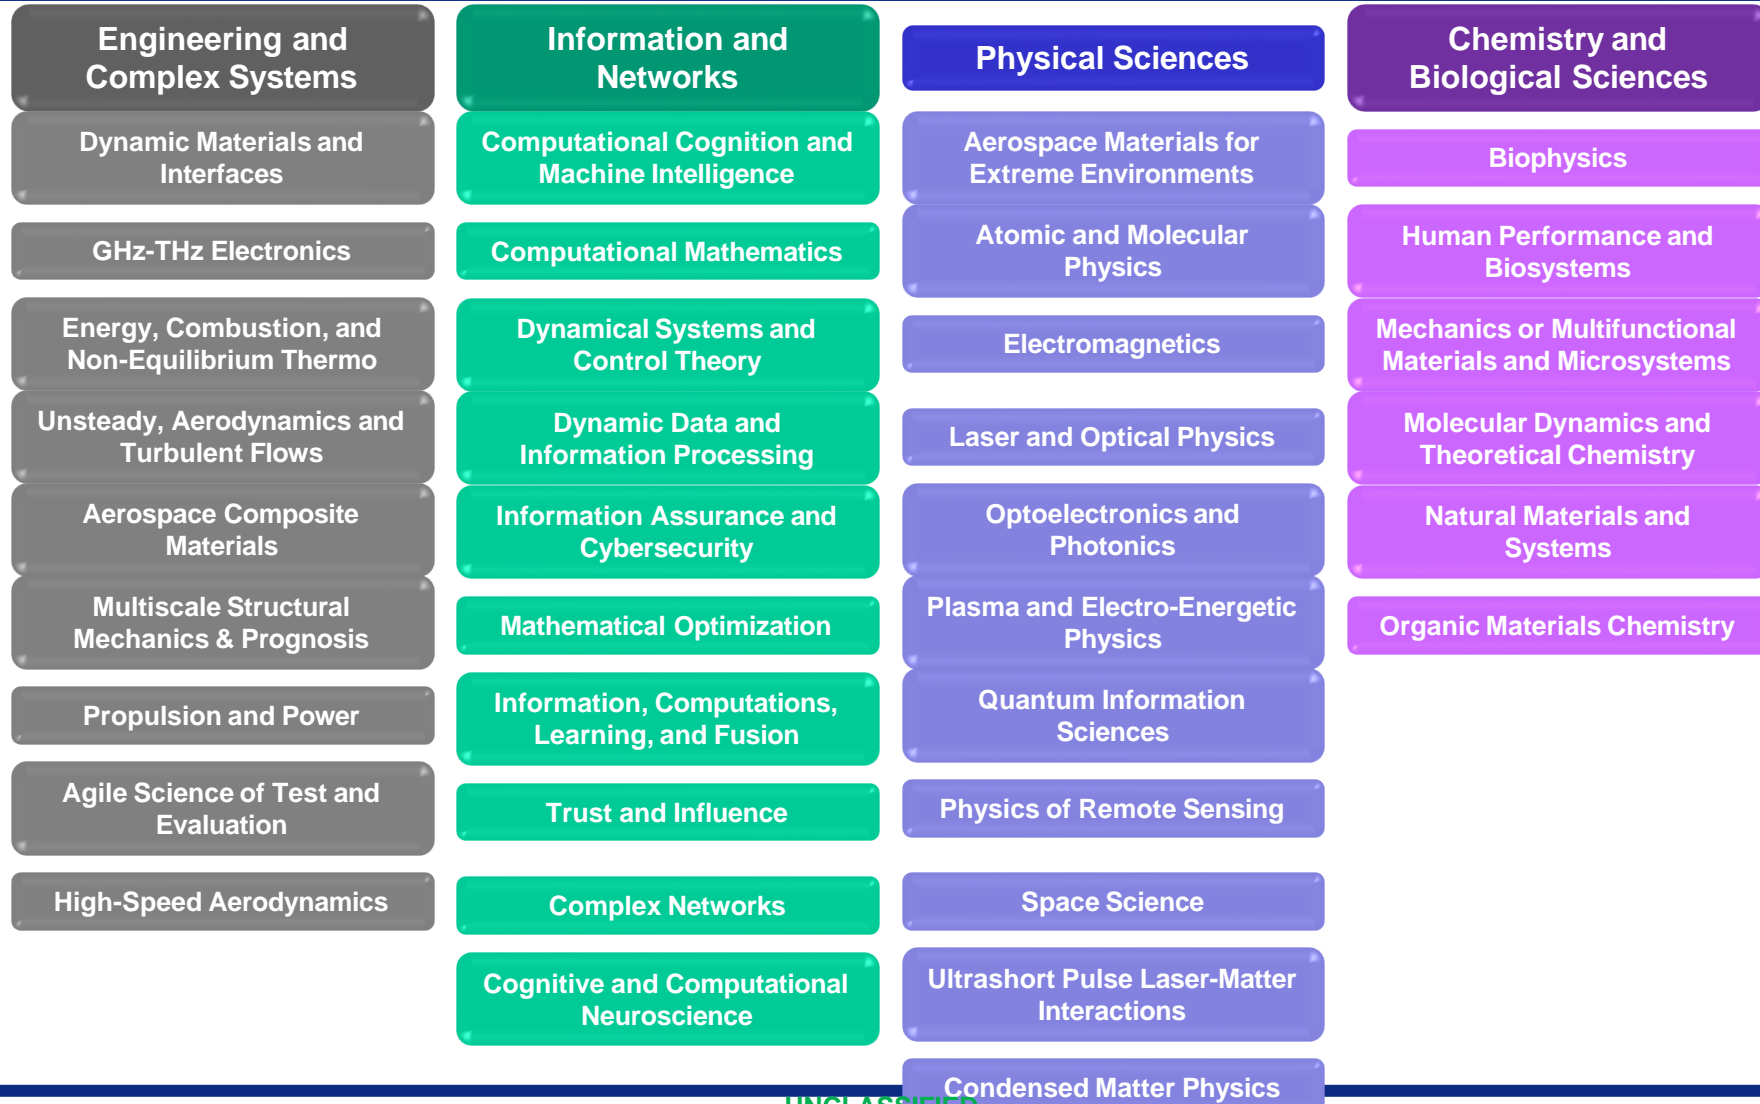 Engineering and
Complex Systems
Dynamic Materials and
Interfaces
GHz-THz Electronics
Energy, Combustion, and
Non-Equilibrium Thermo
Unsteady, Aerodynamics and
Turbulent Flows
Aerospace Composite
Materials
Multiscale Structural
Mechanics & Prognosis
Propulsion and Power
Agile Science of Test and
Evaluation
High-Speed Aerodynamics
Information and
Networks
Computational Cognition and
Machine Intelligence
Computational Mathematics
Dynamical Systems and
Control Theory
Dynamic Data and
Information Processing
Information Assurance and
Cybersecurity
Mathematical Optimization
Information, Computations,
Learning, and Fusion
Trust and Influence
Complex Networks
Cognitive and Computational
Neuroscience
Physical Sciences
Aerospace Materials for
Extreme Environments
Atomic and Molecular
Physics
Electromagnetics
Laser and Optical Physics
Optoelectronics and
Photonics
Plasma and Electro-Energetic
Physics
Quantum Information
Sciences
Physics of Remote Sensing
Space Science
Ultrashort Pulse Laser-Matter
Interactions
Condensed Matter Physics
Chemistry and
Biological Sciences
Biophysics
Human Performance and
Biosystems
Mechanics or Multifunctional
Materials and Microsystems
Molecular Dynamics and
Theoretical Chemistry
Natural Materials and
Systems
Organic Materials Chemistry
UNCLASSIFIED